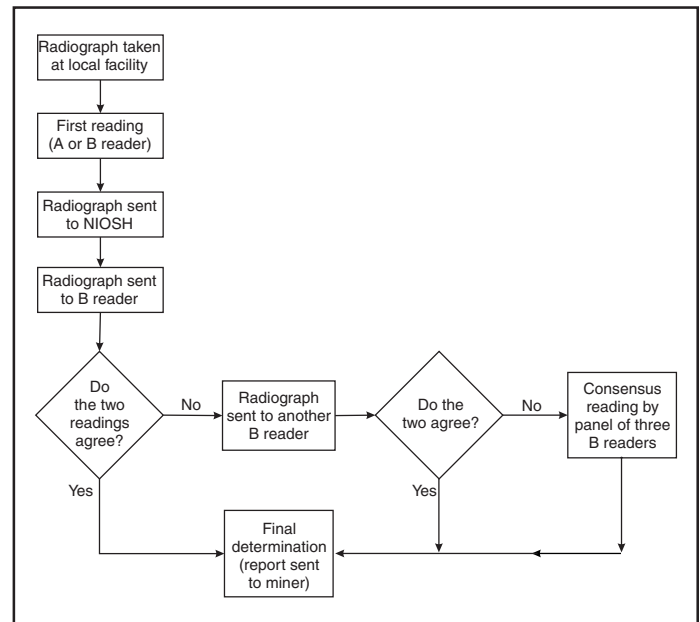 Radiograph taken
at local facility
First reading
(A or B reader)
Radiograph sent
to NIOSH
Radiograph sent
to B reader
Do
the two
readings
agree?
No
Radiograph
sent to another
B reader
Do the
two agree?
No
Consensus
reading by
panel of three
B readers
Yes
Yes
Final
determination
(report sent
to miner)